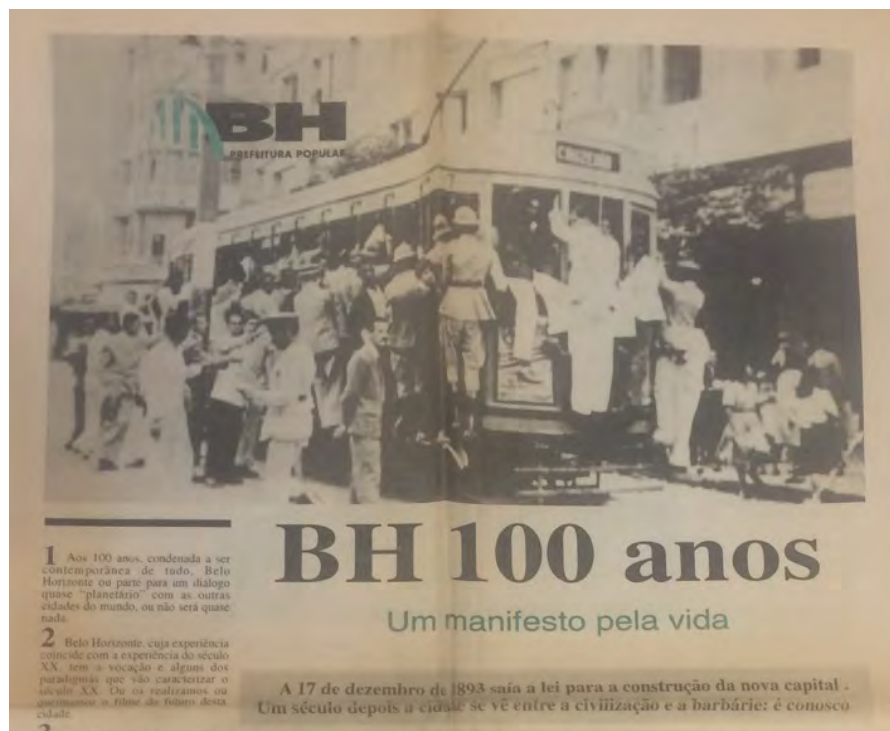 BH
PREFEITURA POPULAR
BH 100 anos
Um manifesto pela vida
1 Aos 100 anos, condenada a ser
contemporânea de tudo, Belo
Horizonte ou parte para um diálogo
quase "planetário" com as outras
cidades do mundo, ou não será quase
nada.
2 Belo Horizonte, cuja experiência
coincide com a experiência do século
XX, tem a vocação e alguns dos
paradigmas que vão caracterizar o
século XX. Ou os realizamos ou
queimamos o filme do futuro desta
cidade.
A 17 de dezembro de 1893 saía a lei para a construção da nova capital .
Um século depois a cidade se vê entre a civilização e a barbárie: é conosco